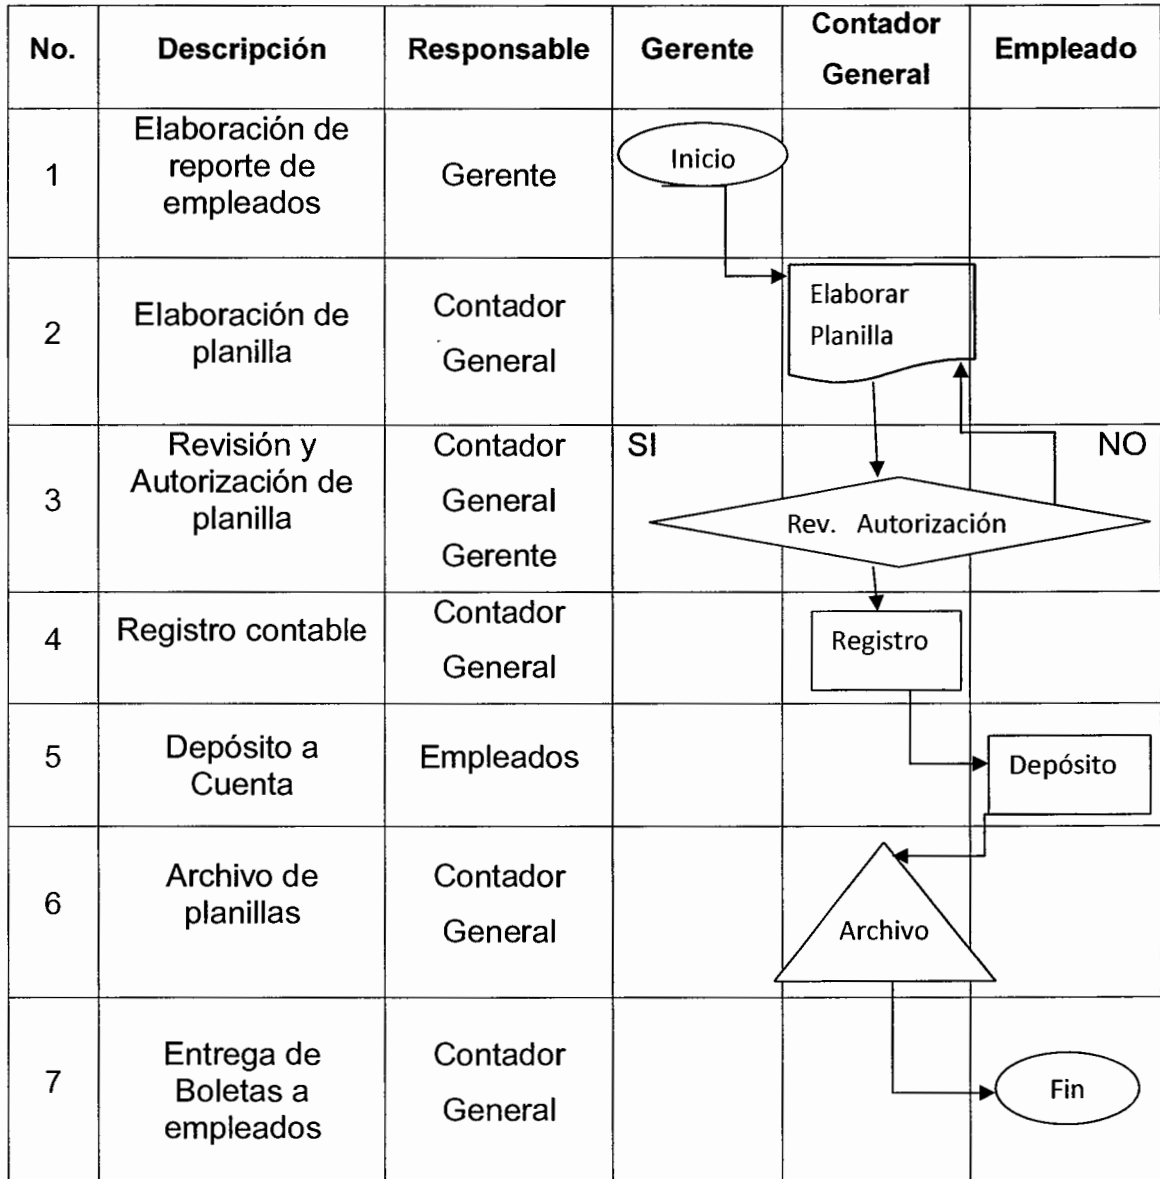 No.
Descripción
Responsable
Gerente
Contador
General
Empleado
1
Elaboración de
reporte de
empleados
Gerente
Inicio
2
Elaboración de
planilla
Contador
General
Elaborar
Planilla
3
Revisión y
Autorización de
planilla
Contador
General
Gerente
SI
NO
Rev. Autorización
4
Registro contable
Contador
General
Registro
5
Depósito a
Cuenta
Empleados
Depósito
6
Archivo de
planillas
Contador
General
Archivo
7
Entrega de
Boletas a
empleados
Contador
General
Fin